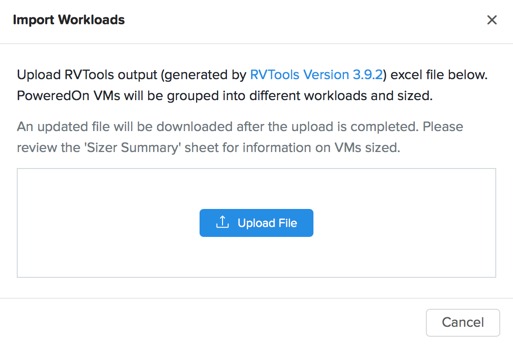 Import Workloads
Upload RVTools output (generated by RVTools Version 3.9.2) excel file below.
PoweredOn VMs will be grouped into different workloads and sized.
An updated file will be downloaded after the upload is completed. Please
review the 'Sizer Summary' sheet for information on VMs sized.
Upload File
Cancel